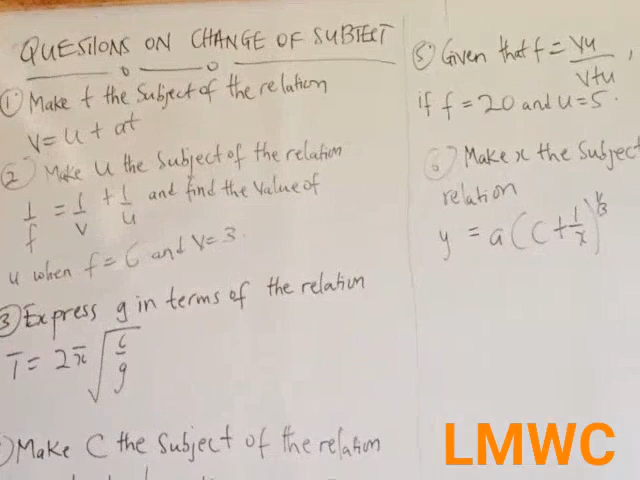 QUESTIONS ON CHANGE OF SUBJECT
① Make t the Subject of the relation
V = U + at
② Make U the Subject of the relation
1/f = 1/V + 1/U and find the Value of
u when f = 6 and V = 3.
③ Express g in terms of the relation
T = 2π √(L/g)
Make C the Subject of the relation
⑤ Given that f = Vu/(V+u),
if f = 20 and u = 5.
⑥ Make x the Subject
relation
y = a(C + 1/x)^1/3
LMWC